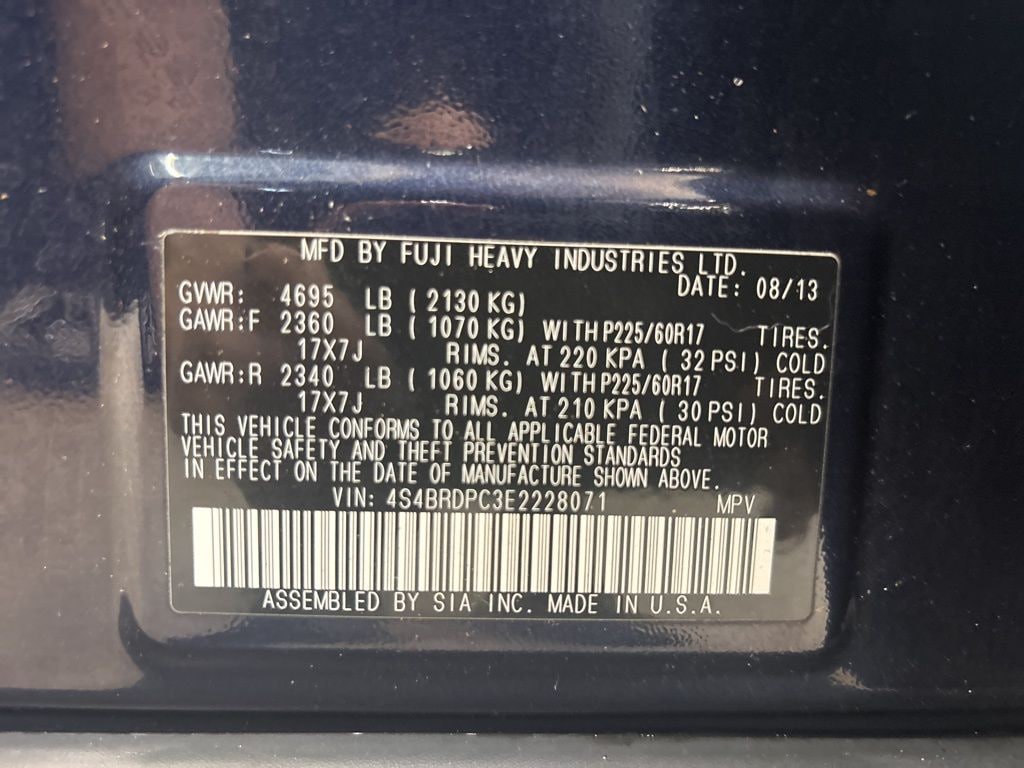 MFD BY FUJI HEAVY INDUSTRIES LTD.
DATE: 08/13
GVWR: 4695 LB ( 2130 KG)
GAWR:F 2360 LB ( 1070 KG) WITH P225/60R17 TIRES.
17X7J RIMS. AT 220 KPA ( 32 PSI) COLD
GAWR:R 2340 LB ( 1060 KG) WITH P225/60R17 TIRES.
17X7J RIMS. AT 210 KPA ( 30 PSI) COLD
THIS VEHICLE CONFORMS TO ALL APPLICABLE FEDERAL MOTOR
VEHICLE SAFETY AND THEFT PREVENTION STANDARDS
IN EFFECT ON THE DATE OF MANUFACTURE SHOWN ABOVE.
VIN: 4S4BRDPC3E2228071 MPV
ASSEMBLED BY SIA INC. MADE IN U.S.A.